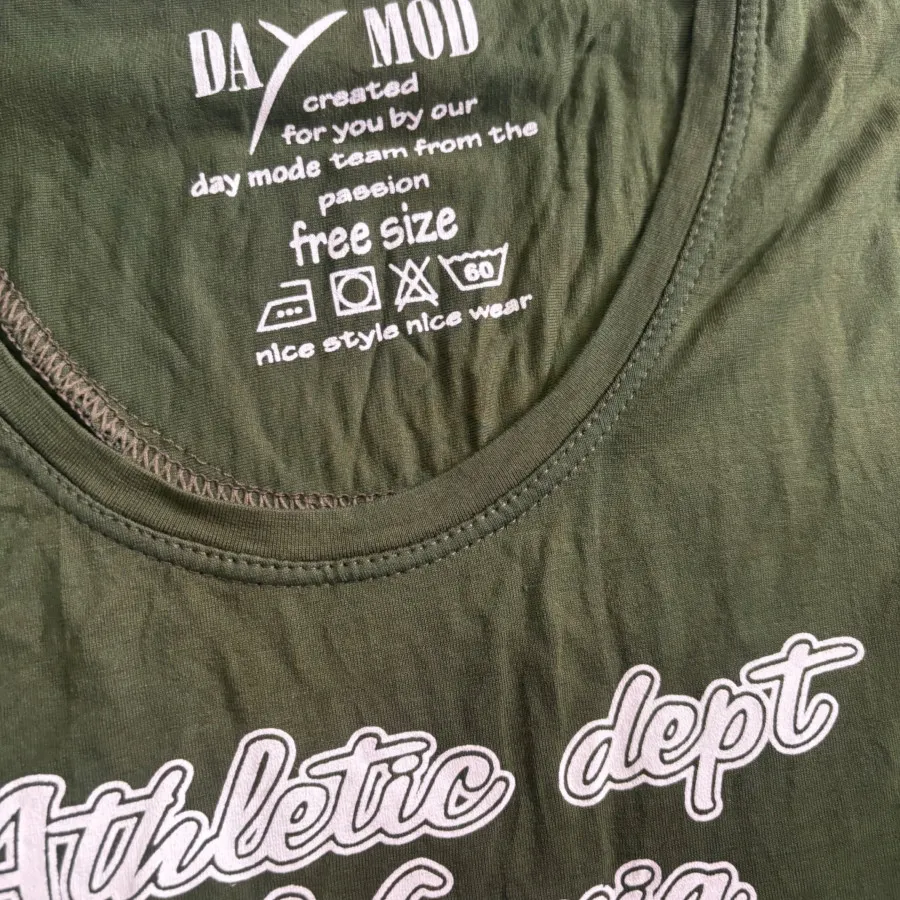 DAY MOD
created
for you by our
day mode team from the
passion
free size
60
nice style nice wear
Athletic dept